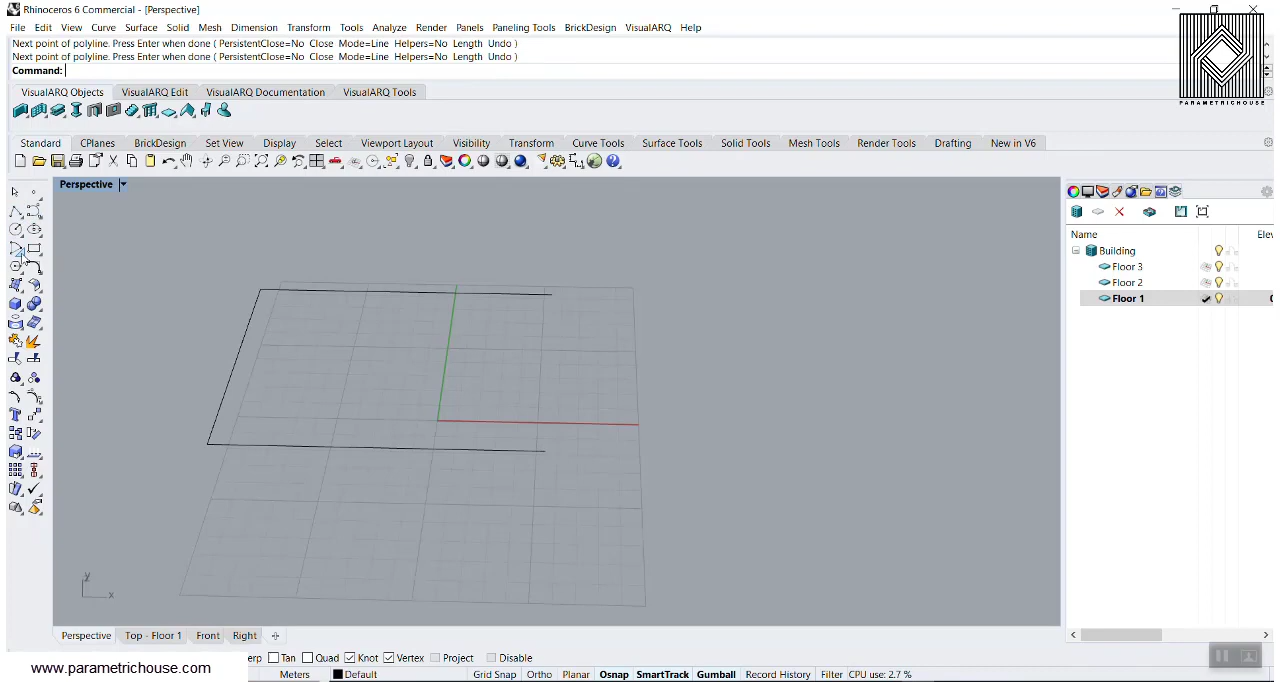 Rhinoceros 6 Commercial - [Perspective]
File Edit View Curve Surface Solid Mesh Dimension Transform Tools Analyze Render Panels Paneling Tools BrickDesign VisualARQ Help
Next point of polyline. Press Enter when done ( PersistentClose=No Close Mode=Line Helpers=No Length Undo )
Next point of polyline. Press Enter when done ( PersistentClose=No Close Mode=Line Helpers=No Length Undo )
Command:
PARAMETRICHOUSE
VisualARQ Objects VisualARQ Edit VisualARQ Documentation VisualARQ Tools
Standard CPlanes BrickDesign Set View Display Select Viewport Layout Visibility Transform Curve Tools Surface Tools Solid Tools Mesh Tools Render Tools Drafting New in V6
Perspective
Name Elev
Building
Floor 3
Floor 2
Floor 1 0
y
x
Perspective Top - Floor 1 Front Right
erp Tan Quad Knot Vertex Project Disable
www.parametrichouse.com
Meters Default Grid Snap Ortho Planar Osnap SmartTrack Gumball Record History Filter CPU use: 2.7 %